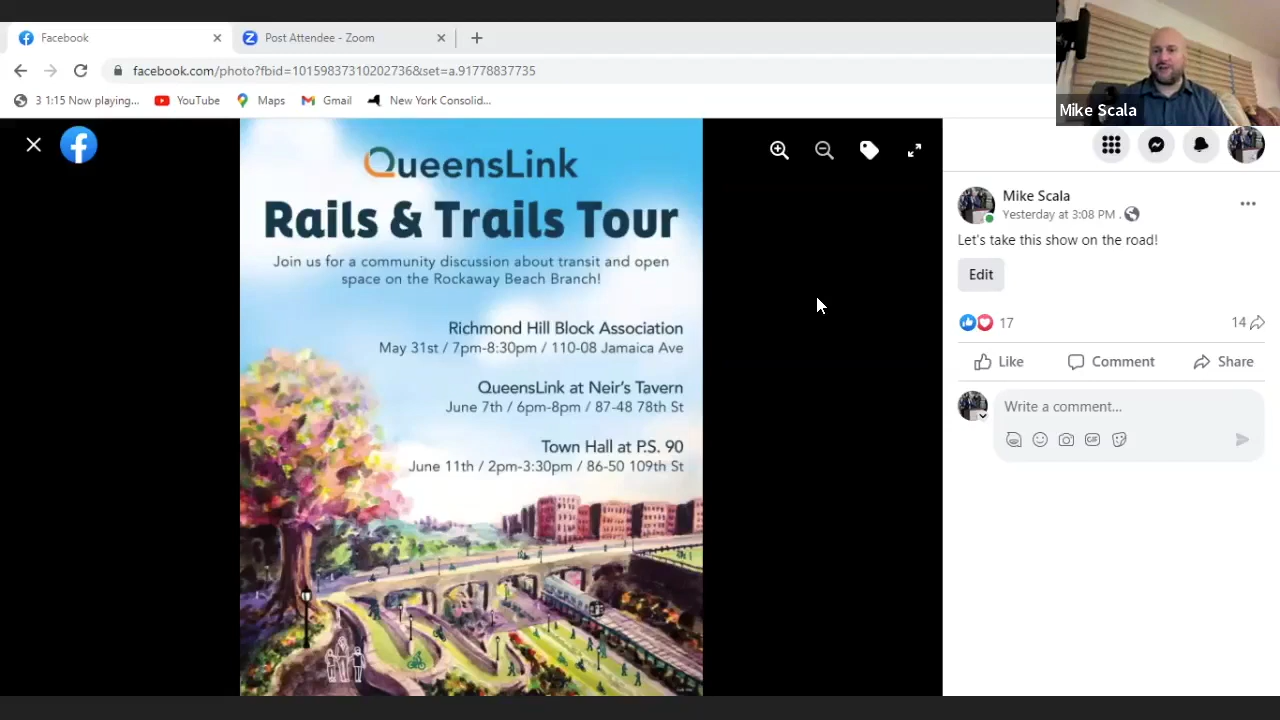 Facebook
Post Attendee - Zoom
facebook.com/photo?fbid=10159837310202736&set=a.91778837735
3 1:15 Now playing...
YouTube
Maps
Gmail
New York Consolid...
Mike Scala
QueensLink
Rails & Trails Tour
Join us for a community discussion about transit and open
space on the Rockaway Beach Branch!
Richmond Hill Block Association
May 31st / 7pm-8:30pm / 110-08 Jamaica Ave
QueensLink at Neir's Tavern
June 7th / 6pm-8pm / 87-48 78th St
Town Hall at P.S. 90
June 11th / 2pm-3:30pm / 86-50 109th St
Mike Scala
Yesterday at 3:08 PM .
Let's take this show on the road!
Edit
17
14
Like
Comment
Share
Write a comment...
GIF